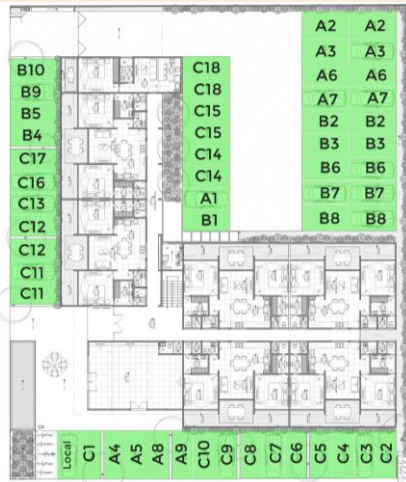 B10
B9
B5
B4
C17
C16
C13
C12
C12
C11
C11
C18
C18
C15
C15
C14
C14
A1
B1
A2 A2
A3 A3
A6 A6
A7 A7
B2 B2
B3 B3
B6 B6
B7 B7
B8 B8
Local C1 A4 A5 A8 A9 C10 C9 C8 C7 C6 C5 C4 C3 C2